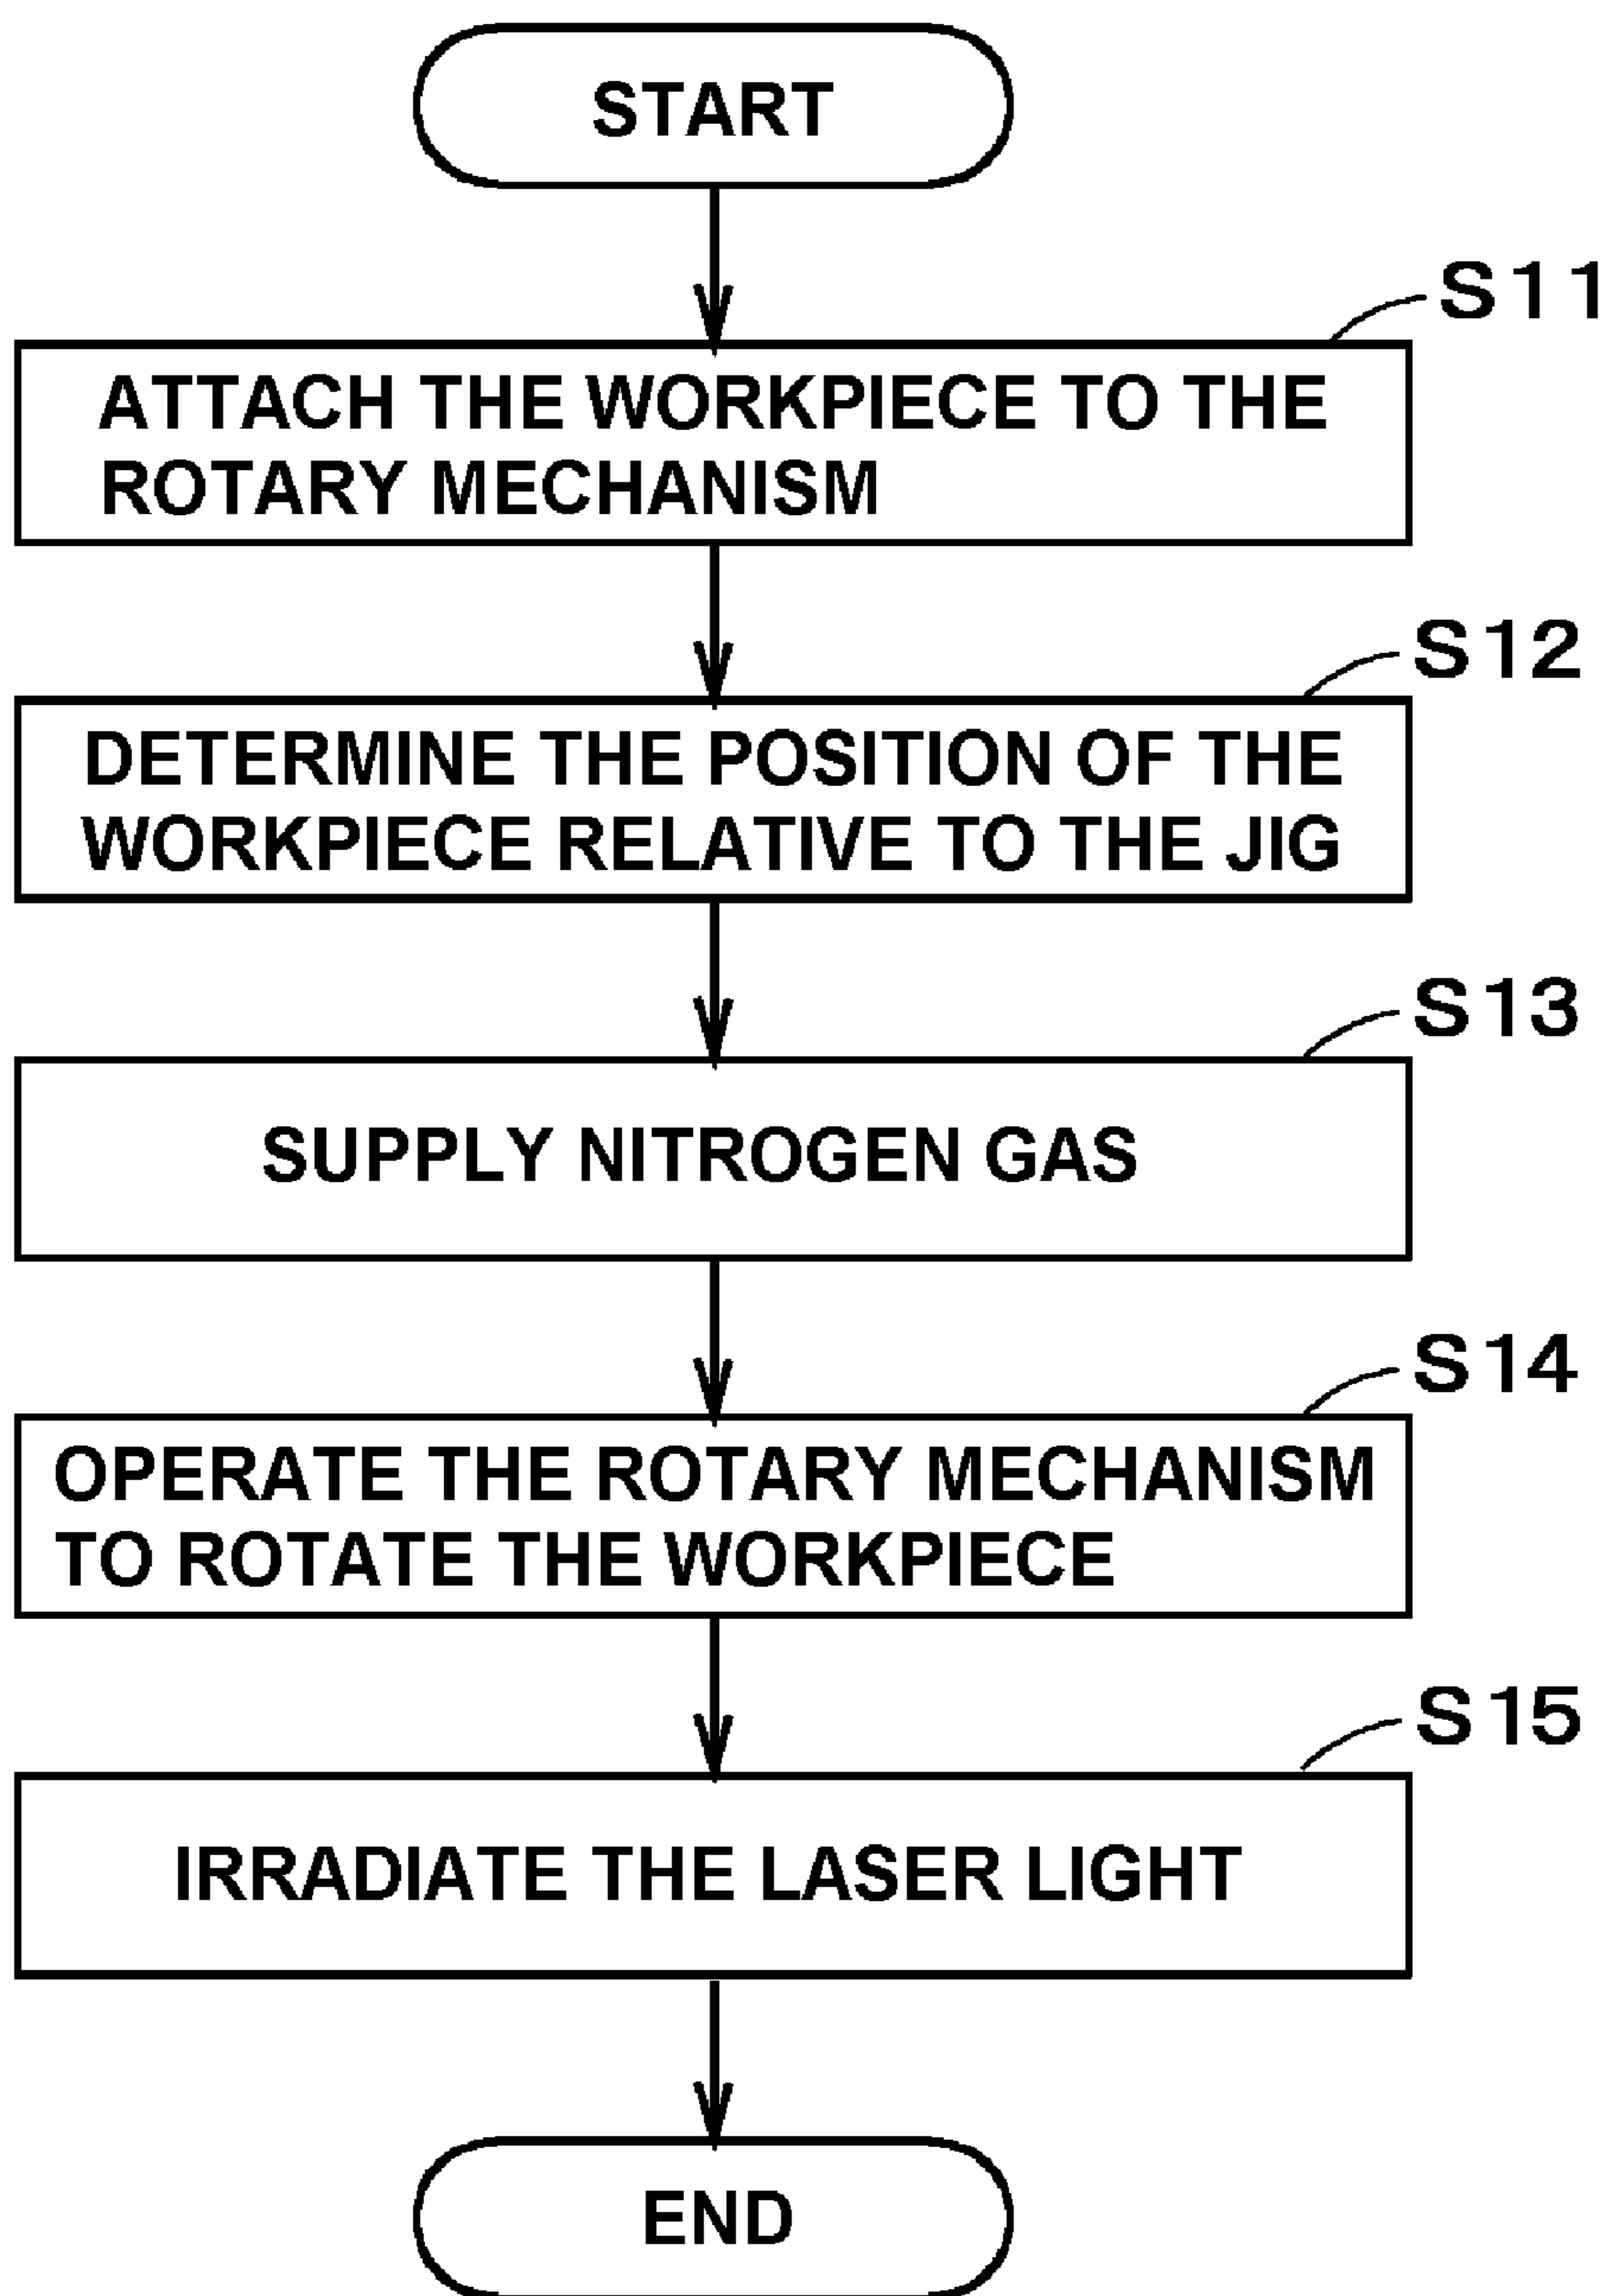 START
S11
ATTACH THE WORKPIECE TO THE
ROTARY MECHANISM
S12
DETERMINE THE POSITION OF THE
WORKPIECE RELATIVE TO THE JIG
S13
SUPPLY NITROGEN GAS
S14
OPERATE THE ROTARY MECHANISM
TO ROTATE THE WORKPIECE
S15
IRRADIATE THE LASER LIGHT
END